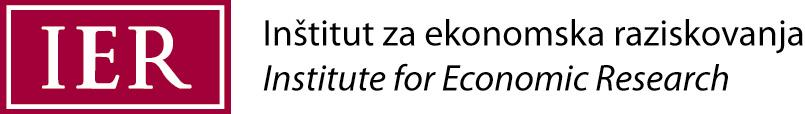 IER
Inštitut za ekonomska raziskovanja
Institute for Economic Research